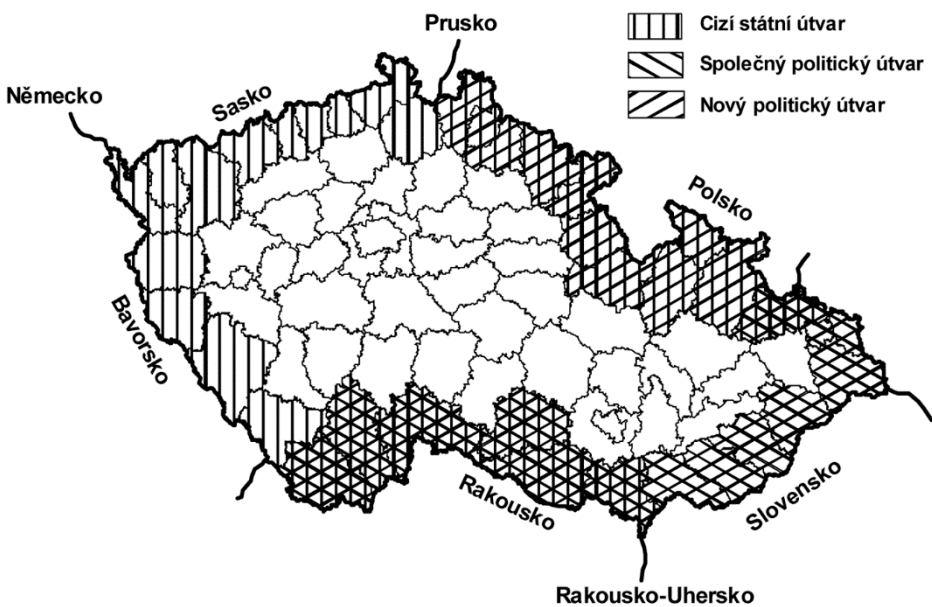 Prusko
Cizí státní útvar
Společný politický útvar
Nový politický útvar
Německo
Sasko
Polsko
Bavorsko
Rakousko
Slovensko
Rakousko-Uhersko